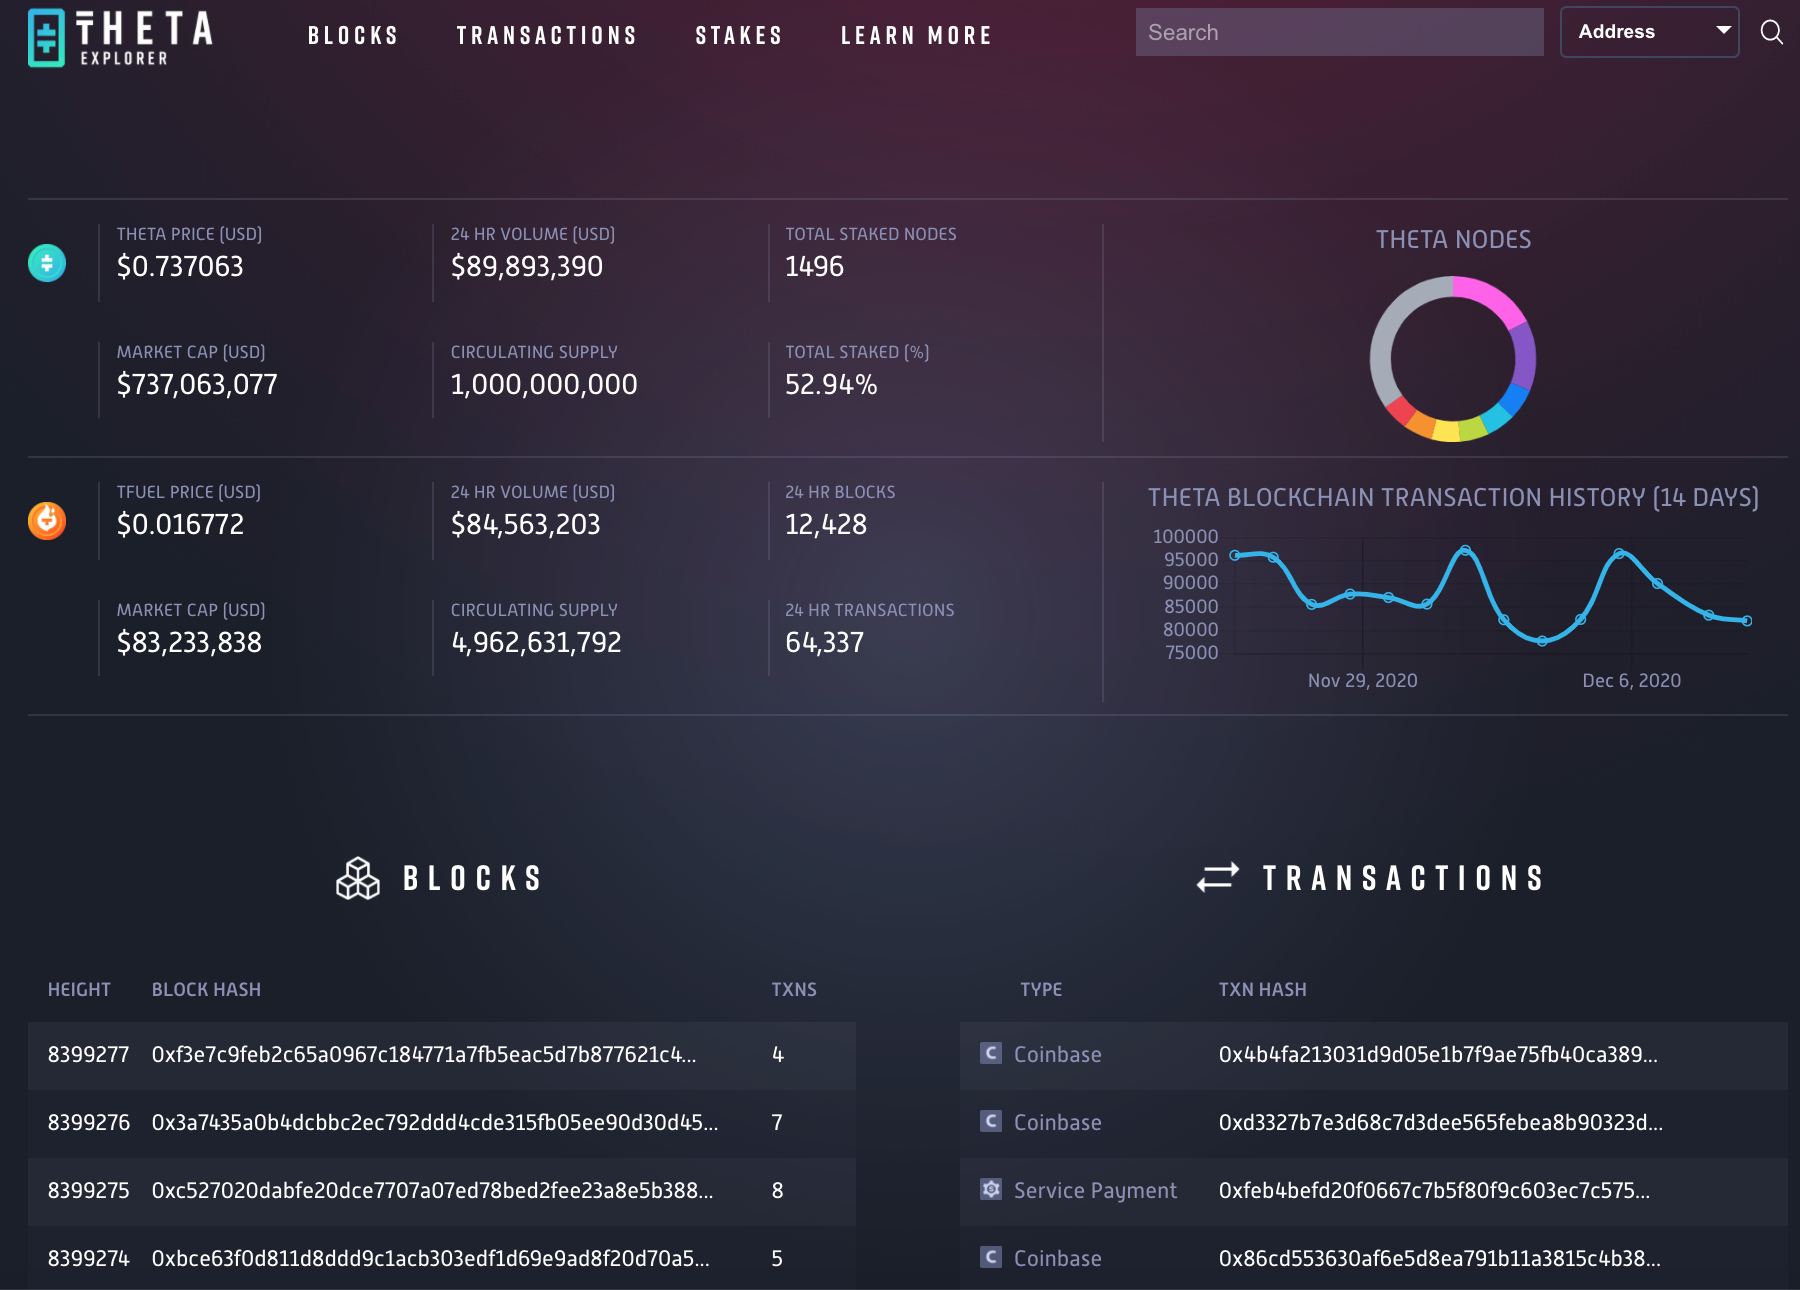 THETA
EXPLORER
BLOCKS
TRANSACTIONS
STAKES
LEARN MORE
Search
Address
THETA PRICE (USD)
$0.737063
24 HR VOLUME (USD)
$89,893,390
TOTAL STAKED NODES
1496
MARKET CAP (USD)
$737,063,077
CIRCULATING SUPPLY
1,000,000,000
TOTAL STAKED (%)
52.94%
THETA NODES
TFUEL PRICE (USD)
$0.016772
24 HR VOLUME (USD)
$84,563,203
24 HR BLOCKS
12,428
MARKET CAP (USD)
$83,233,838
CIRCULATING SUPPLY
4,962,631,792
24 HR TRANSACTIONS
64,337
THETA BLOCKCHAIN TRANSACTION HISTORY (14 DAYS)
100000
95000
90000
85000
80000
75000
Nov 29, 2020
Dec 6, 2020
BLOCKS
HEIGHT BLOCK HASH TXNS
8399277 0xf3e7c9feb2c65a0967c184771a7fb5eac5d7b877621c4... 4
8399276 0x3a7435a0b4dcbbc2ec792ddd4cde315fb05ee90d30d45... 7
8399275 0xc527020dabfe20dce7707a07ed78bed2fee23a8e5b388... 8
8399274 0xbce63f0d811d8ddd9c1acb303edf1d69e9ad8f20d70a5... 5
TRANSACTIONS
TYPE TXN HASH
C Coinbase 0x4b4fa213031d9d05e1b7f9ae75fb40ca389...
C Coinbase 0xd3327b7e3d68c7d3dee565febea8b90323d...
Service Payment 0xfeb4befd20f0667c7b5f80f9c603ec7c575...
C Coinbase 0x86cd553630af6e5d8ea791b11a3815c4b38...